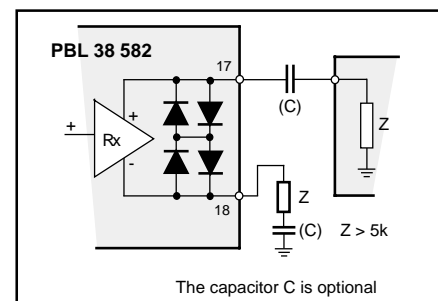 PBL 38 582
17
(C)
+
+
Rx
Z
-
18
Z
(C)
Z > 5k
The capacitor C is optional